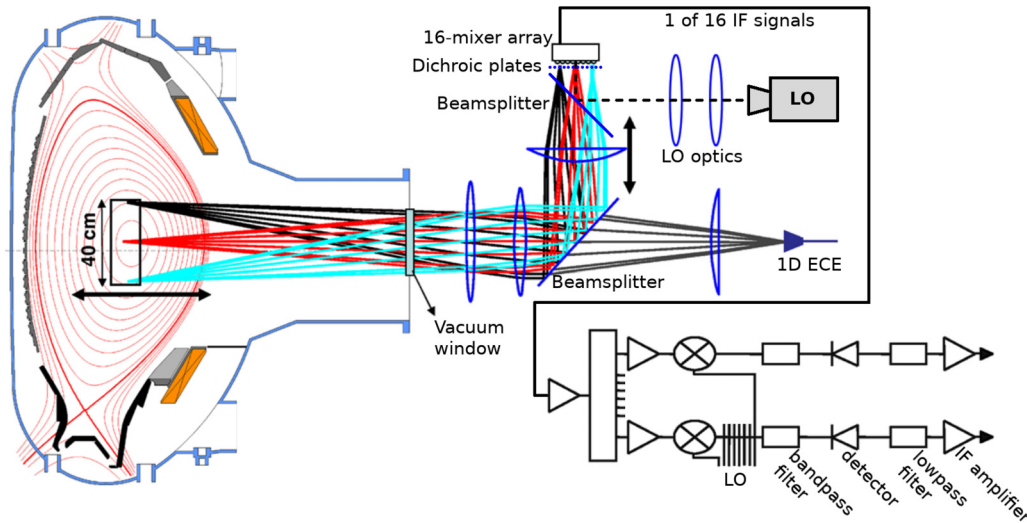 1 of 16 IF signals
16-mixer array
Dichroic plates
Beamsplitter
LO
LO optics
40 cm
1D ECE
Beamsplitter
Vacuum
window
LO
bandpass
filter
detector
lowpass
filter
IF amplifier